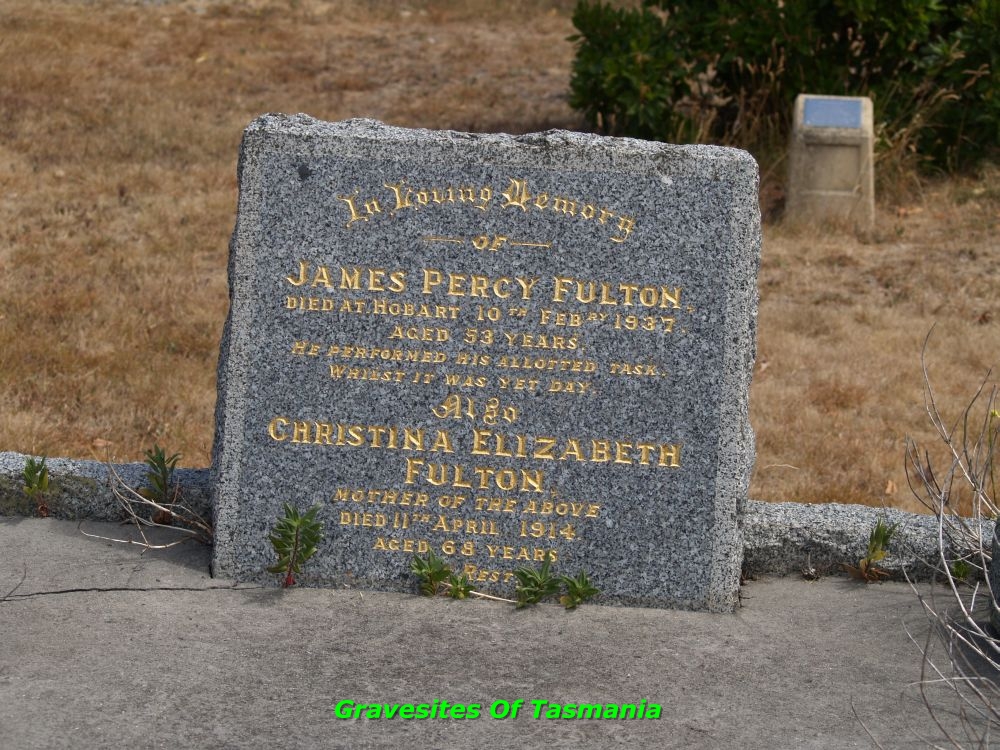 In Loving Memory
OF
JAMES PERCY FULTON.
DIED AT HOBART 10TH FEBRY 1937.
AGED 53 YEARS.
HE PERFORMED HIS ALLOTTED TASK.
WHILST IT WAS YET DAY.
Also
CHRISTINA ELIZABETH
FULTON.
MOTHER OF THE ABOVE
DIED 11TH APRIL 1914.
AGED 68 YEARS
REST
Gravesites Of Tasmania